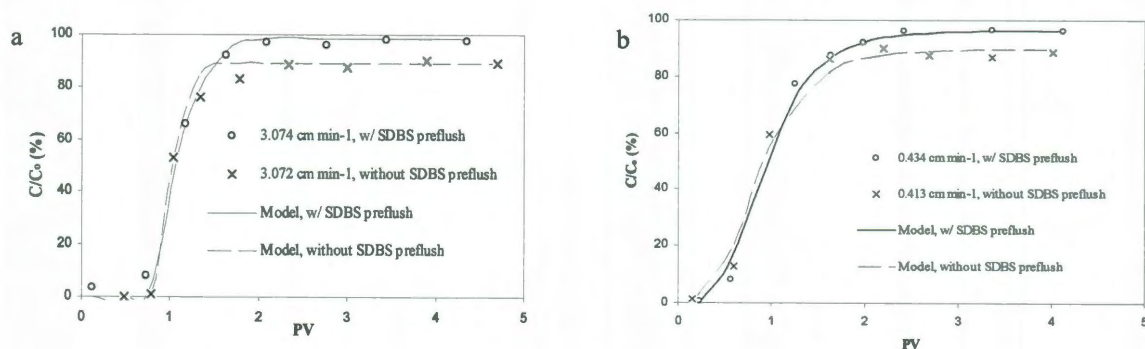 a
C/C₀ (%)
100
80
60
40
20
0
0 1 2 3 4 5
PV
3.074 cm min-1, w/ SDBS preflush
3.072 cm min-1, without SDBS preflush
Model, w/ SDBS preflush
Model, without SDBS preflush
b
C/C₀ (%)
100
80
60
40
20
0
0 1 2 3 4 5
PV
0.434 cm min-1, w/ SDBS preflush
0.413 cm min-1, without SDBS preflush
Model, w/ SDBS preflush
Model, without SDBS preflush